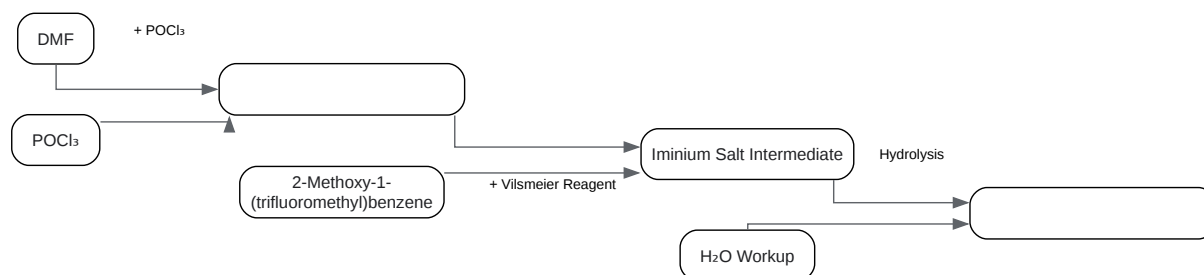 DMF
+ POCl₃
POCl₃
2-Methoxy-1-
(trifluoromethyl)benzene
+ Vilsmeier Reagent
Iminium Salt Intermediate
Hydrolysis
H₂O Workup